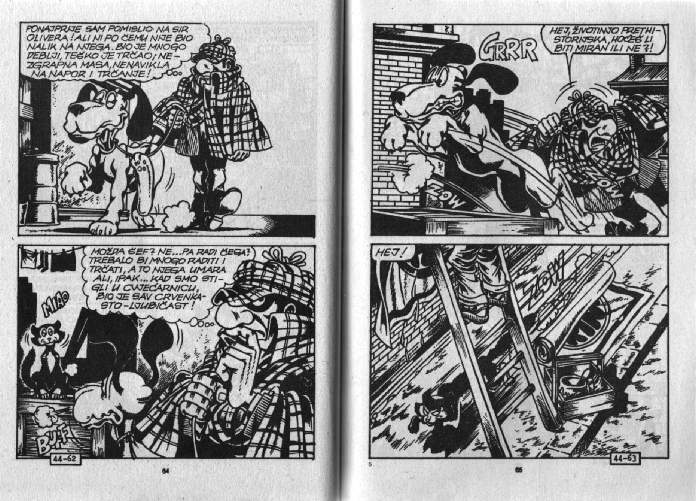 PONAJPRIJE SAM POMISLIO NA SIR
OLIVERA! ALI NI PO ČEMU NIJE BIO
NALIK NA NJEGA. BIO JE MNOGO
DEBLJI, TEŠKO JE TRČAO; NE-
ZGRAPNA MASA, NENAVIKLA
NA NAPOR I TRČANJE!
MOŽDA ŠEF? NE...PA RADI ČEGA?
TREBALO BI MNOGO RADITI I
TRČATI, A TO NJEGA UMARA
ALI, IPAK... KAD SMO STI-
GLI U CVJEĆARNICU,
BIO JE SAV CRVENKA-
STO-LJUBIČAST!
MIAO
BUFF
44-62
64
GRRR
HEJ, ŽIVOTINJO PRETHI-
STORIJSKA, HOĆEŠ LI
BITI MIRAN ILI NE?!
FLOW
HEJ!
44-63
65